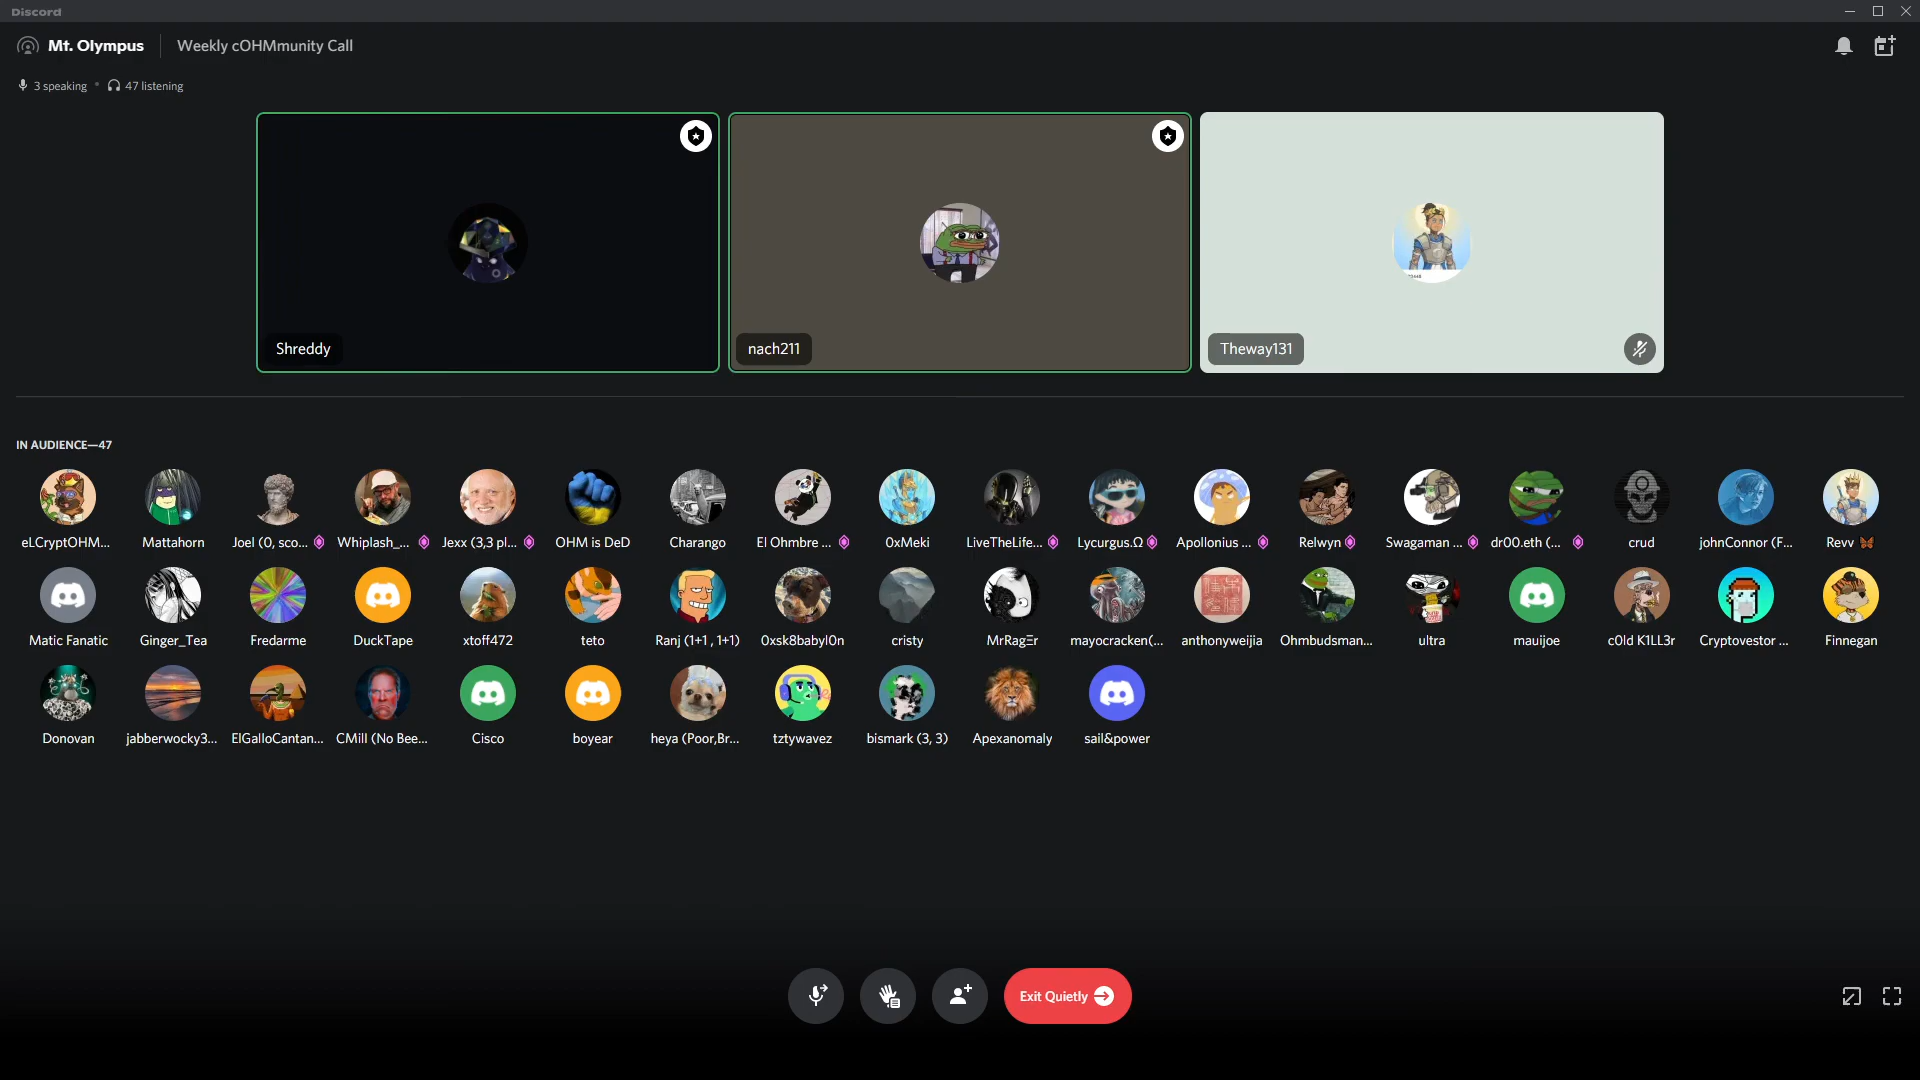 Discord
Mt. Olympus Weekly cOHMmunity Call
3 speaking • 47 listening
Shreddy
nach211
Theway131
IN AUDIENCE—47
eLCryptOHM... Mattahorn Joel (0, sco... Whiplash_... Jexx (3,3 pl... OHM is DeD Charango El Ohmbre ... 0xMeki LiveTheLife... Lycurgus.Ω Apollonius ... Relwyn Swagaman ... dr00.eth (... crud johnConnor (F... Revv 🦋
Matic Fanatic Ginger_Tea Fredarme DuckTape xtoff472 teto Ranj (1+1 , 1+1) 0xsk8babyl0n cristy MrRagΞr mayocracken(... anthonyweijia Ohmbudsman... ultra mauijoe c0ld K1LL3r Cryptovestor ... Finnegan
Donovan jabberwocky3... ElGalloCantan... CMill (No Bee... Cisco boyear heya (Poor,Br... tztywavez bismark (3, 3) Apexanomaly sail&power
Exit Quietly